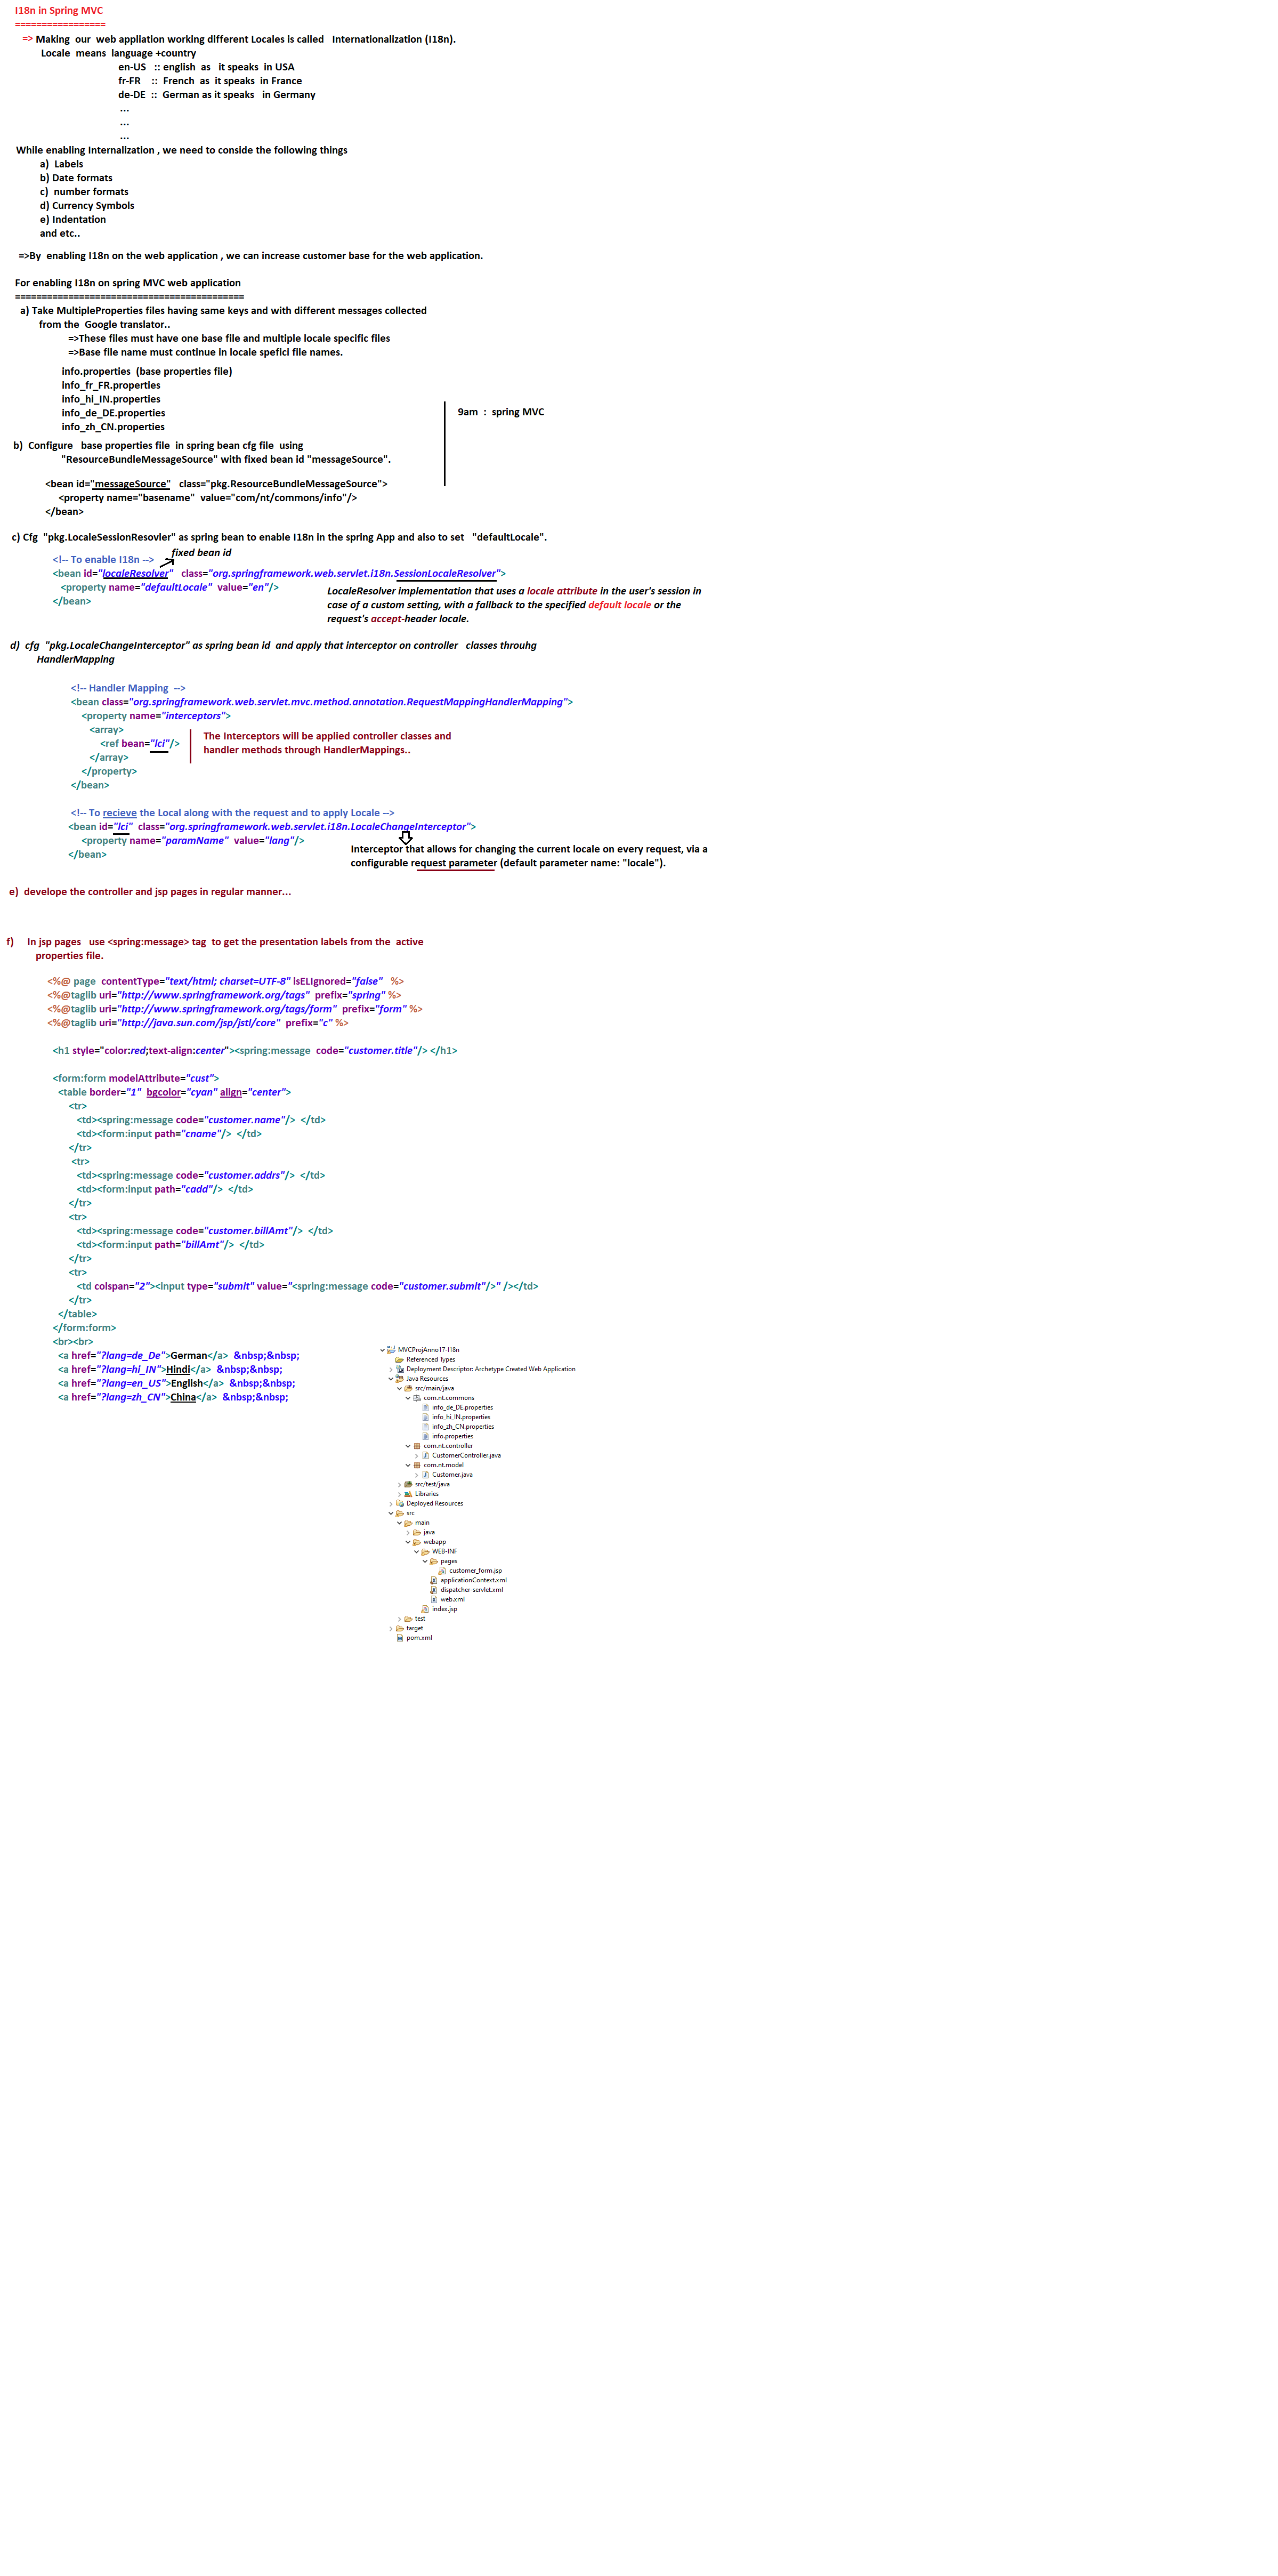 I18n in Spring MVC
=================
=> Making our web appliation working different Locales is called Internationalization (I18n).
Locale means language +country
en-US :: english as it speaks in USA
fr-FR :: French as it speaks in France
de-DE :: German as it speaks in Germany
...
...
...
While enabling Internalization , we need to conside the following things
a) Labels
b) Date formats
c) number formats
d) Currency Symbols
e) Indentation
and etc..
=>By enabling I18n on the web application , we can increase customer base for the web application.
For enabling I18n on spring MVC web application
===========================================
a) Take MultipleProperties files having same keys and with different messages collected
from the Google translator..
=>These files must have one base file and multiple locale specific files
=>Base file name must continue in locale spefici file names.
info.properties (base properties file)
info_fr_FR.properties
info_hi_IN.properties
info_de_DE.properties
info_zh_CN.properties
9am : spring MVC
b) Configure base properties file in spring bean cfg file using
"ResourceBundleMessageSource" with fixed bean id "messageSource".
<bean id="messageSource" class="pkg.ResourceBundleMessageSource">
<property name="basename" value="com/nt/commons/info"/>
</bean>
c) Cfg "pkg.LocaleSessionResovler" as spring bean to enable I18n in the spring App and also to set "defaultLocale".
fixed bean id
<!-- To enable I18n -->
<bean id="localeResolver" class="org.springframework.web.servlet.i18n.SessionLocaleResolver">
<property name="defaultLocale" value="en"/>
</bean>
LocaleResolver implementation that uses a locale attribute in the user's session in
case of a custom setting, with a fallback to the specified default locale or the
request's accept-header locale.
d) cfg "pkg.LocaleChangeInterceptor" as spring bean id and apply that interceptor on controller classes throuhg
HandlerMapping
<!-- Handler Mapping -->
<bean class="org.springframework.web.servlet.mvc.method.annotation.RequestMappingHandlerMapping">
<property name="interceptors">
<array>
<ref bean="lci"/>
</array>
</property>
</bean>
The Interceptors will be applied controller classes and
handler methods through HandlerMappings..
<!-- To recieve the Local along with the request and to apply Locale -->
<bean id="lci" class="org.springframework.web.servlet.i18n.LocaleChangeInterceptor">
<property name="paramName" value="lang"/>
</bean>
Interceptor that allows for changing the current locale on every request, via a
configurable request parameter (default parameter name: "locale").
e) develope the controller and jsp pages in regular manner...
f) In jsp pages use <spring:message> tag to get the presentation labels from the active
properties file.
<%@ page contentType="text/html; charset=UTF-8" isELIgnored="false" %>
<%@taglib uri="http://www.springframework.org/tags" prefix="spring" %>
<%@taglib uri="http://www.springframework.org/tags/form" prefix="form" %>
<%@taglib uri="http://java.sun.com/jsp/jstl/core" prefix="c" %>
<h1 style="color:red;text-align:center"><spring:message code="customer.title"/> </h1>
<form:form modelAttribute="cust">
<table border="1" bgcolor="cyan" align="center">
<tr>
<td><spring:message code="customer.name"/> </td>
<td><form:input path="cname"/> </td>
</tr>
<tr>
<td><spring:message code="customer.addrs"/> </td>
<td><form:input path="cadd"/> </td>
</tr>
<tr>
<td><spring:message code="customer.billAmt"/> </td>
<td><form:input path="billAmt"/> </td>
</tr>
<tr>
<td colspan="2"><input type="submit" value="<spring:message code="customer.submit"/>" /></td>
</tr>
</table>
</form:form>
<br><br>
<a href="?lang=de_De">German</a> &nbsp;&nbsp;
<a href="?lang=hi_IN">Hindi</a> &nbsp;&nbsp;
<a href="?lang=en_US">English</a> &nbsp;&nbsp;
<a href="?lang=zh_CN">China</a> &nbsp;&nbsp;
MVCProjAnno17-I18n
Referenced Types
Deployment Descriptor: Archetype Created Web Application
Java Resources
src/main/java
com.nt.commons
info_de_DE.properties
info_hi_IN.properties
info_zh_CN.properties
info.properties
com.nt.controller
CustomerController.java
com.nt.model
Customer.java
src/test/java
Libraries
Deployed Resources
src
main
java
webapp
WEB-INF
pages
customer_form.jsp
applicationContext.xml
dispatcher-servlet.xml
web.xml
index.jsp
test
target
pom.xml